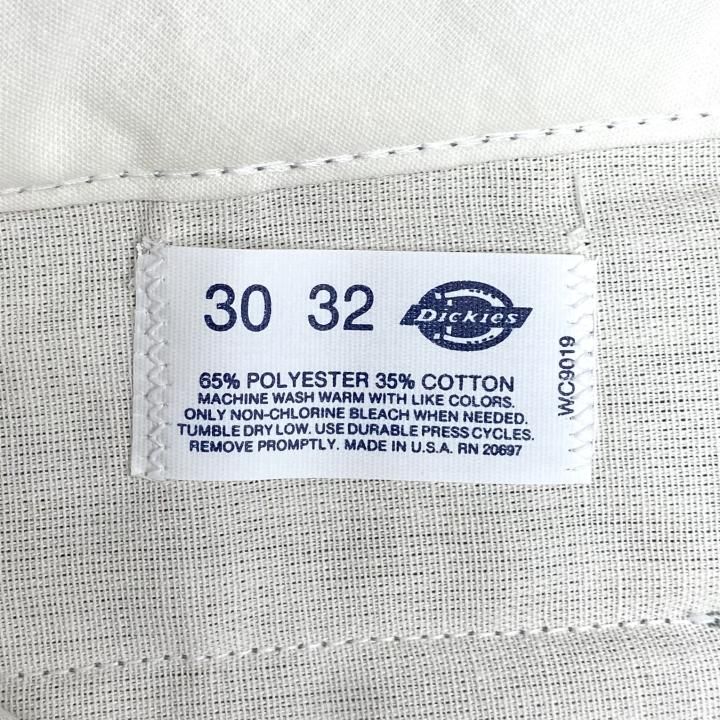 30 32 Dickies
65% POLYESTER 35% COTTON
MACHINE WASH WARM WITH LIKE COLORS.
ONLY NON-CHLORINE BLEACH WHEN NEEDED.
TUMBLE DRY LOW. USE DURABLE PRESS CYCLES.
REMOVE PROMPTLY. MADE IN U.S.A. RN 20697
WC9019